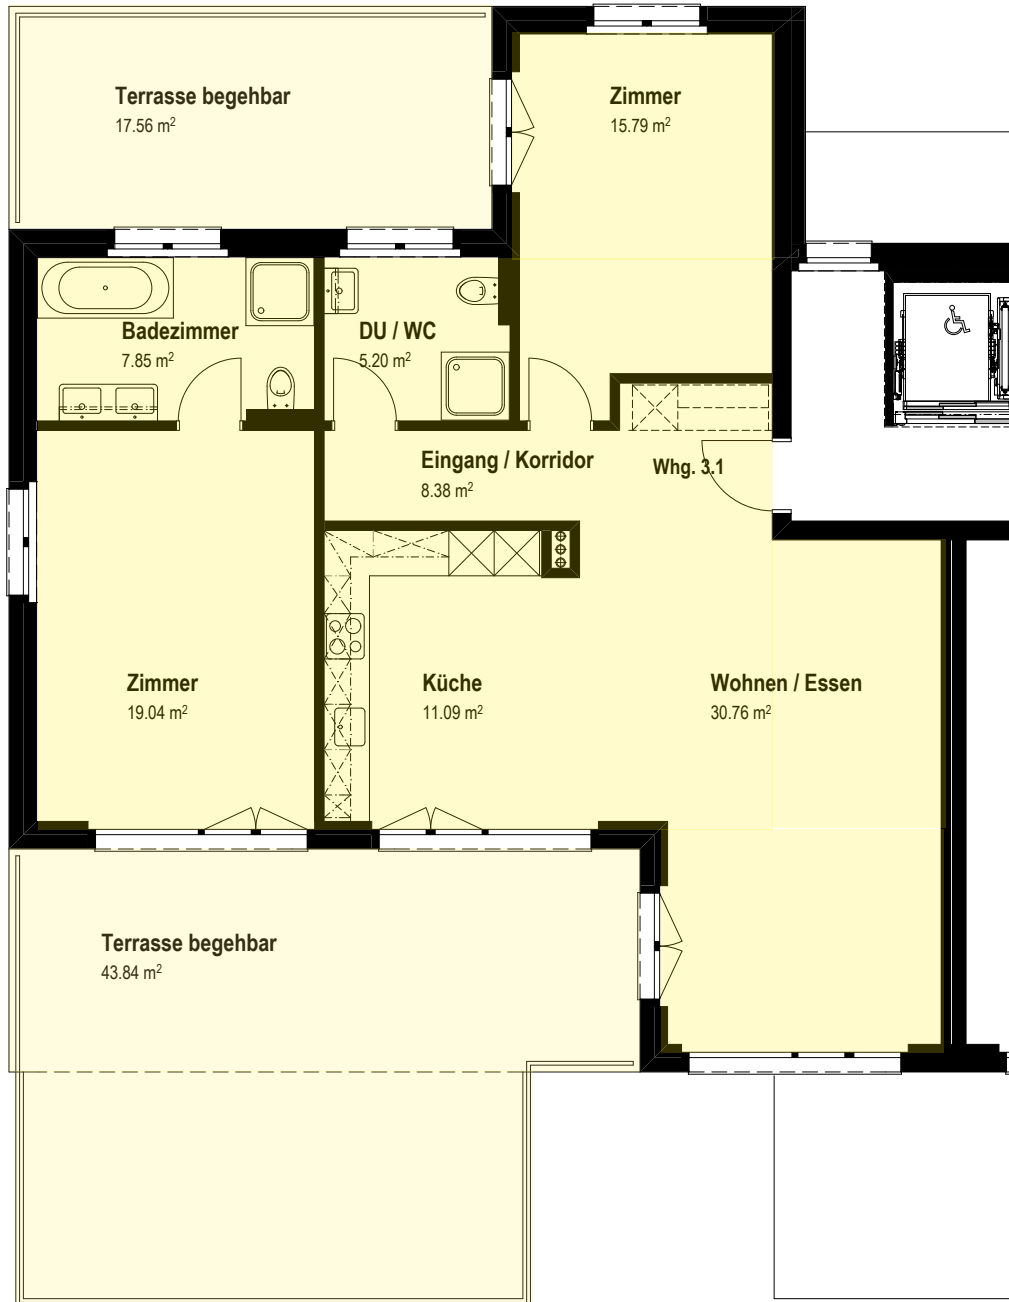 Terrasse begehbar
17.56 m²
Zimmer
15.79 m²
Badezimmer
7.85 m²
DU / WC
5.20 m²
Eingang / Korridor
8.38 m²
Whg. 3.1
Zimmer
19.04 m²
Küche
11.09 m²
Wohnen / Essen
30.76 m²
Terrasse begehbar
43.84 m²